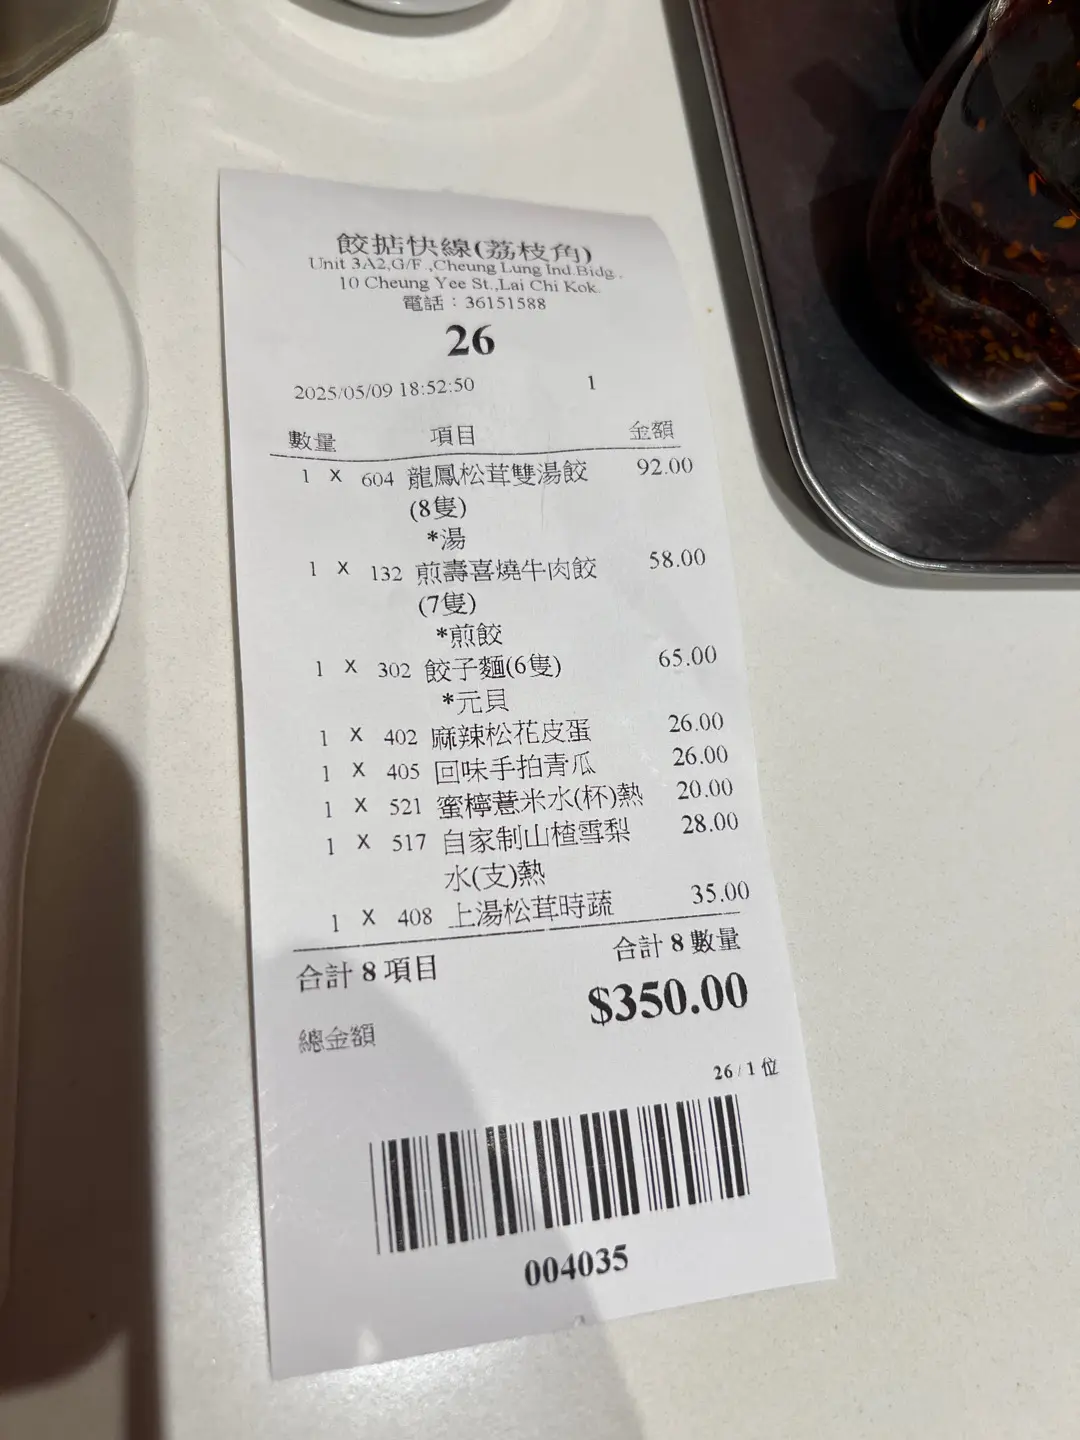 餃掂快線(荔枝角)
Unit 3A2,G/F.,Cheung Lung Ind.Bidg.,
10 Cheung Yee St.,Lai Chi Kok.
電話：36151588
26
2025/05/09 18:52:50 1
數量 項目 金額
1 X 604 龍鳳松茸雙湯餃 92.00
(8隻)
*湯
1 X 132 煎壽喜燒牛肉餃 58.00
(7隻)
*煎餃
1 X 302 餃子麵(6隻) 65.00
*元貝
1 X 402 麻辣松花皮蛋 26.00
1 X 405 回味手拍青瓜 26.00
1 X 521 蜜檸薏米水(杯)熱 20.00
1 X 517 自家制山楂雪梨 28.00
水(支)熱
1 X 408 上湯松茸時蔬 35.00
合計 8 項目 合計 8 數量
總金額 $350.00
26 / 1 位
004035